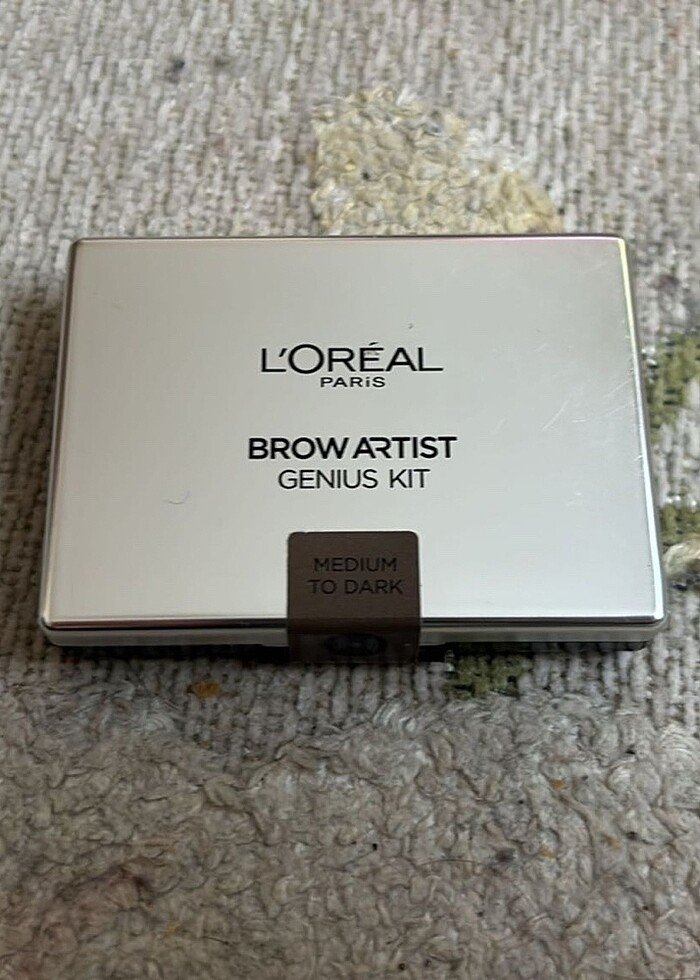 L'ORÉAL
PARiS
BROW ARTIST
GENIUS KIT
MEDIUM
TO DARK